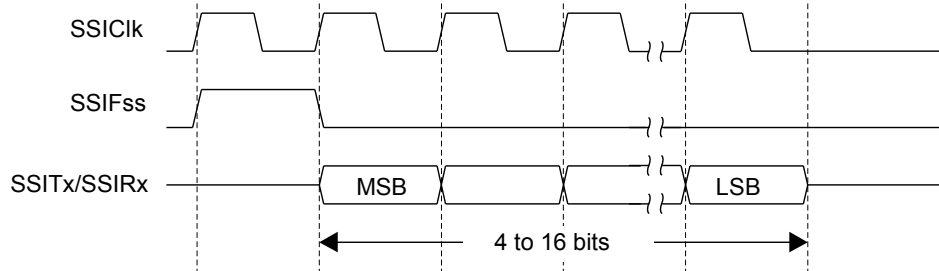 SSIClk
SSIFss
SSITx/SSIRx
MSB
LSB
4 to 16 bits